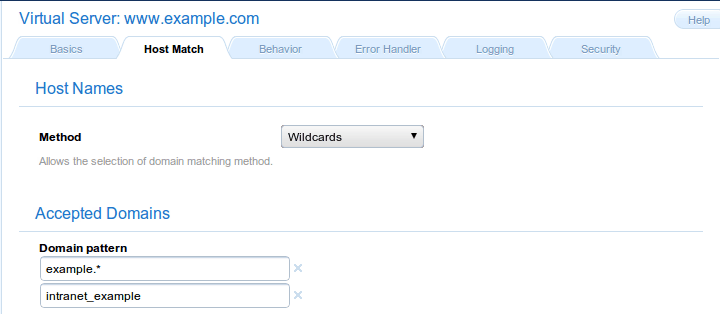 Virtual Server: www.example.com
Help
Basics Host Match Behavior Error Handler Logging Security
Host Names
Method Wildcards
Allows the selection of domain matching method.
Accepted Domains
Domain pattern
example.*
intranet_example